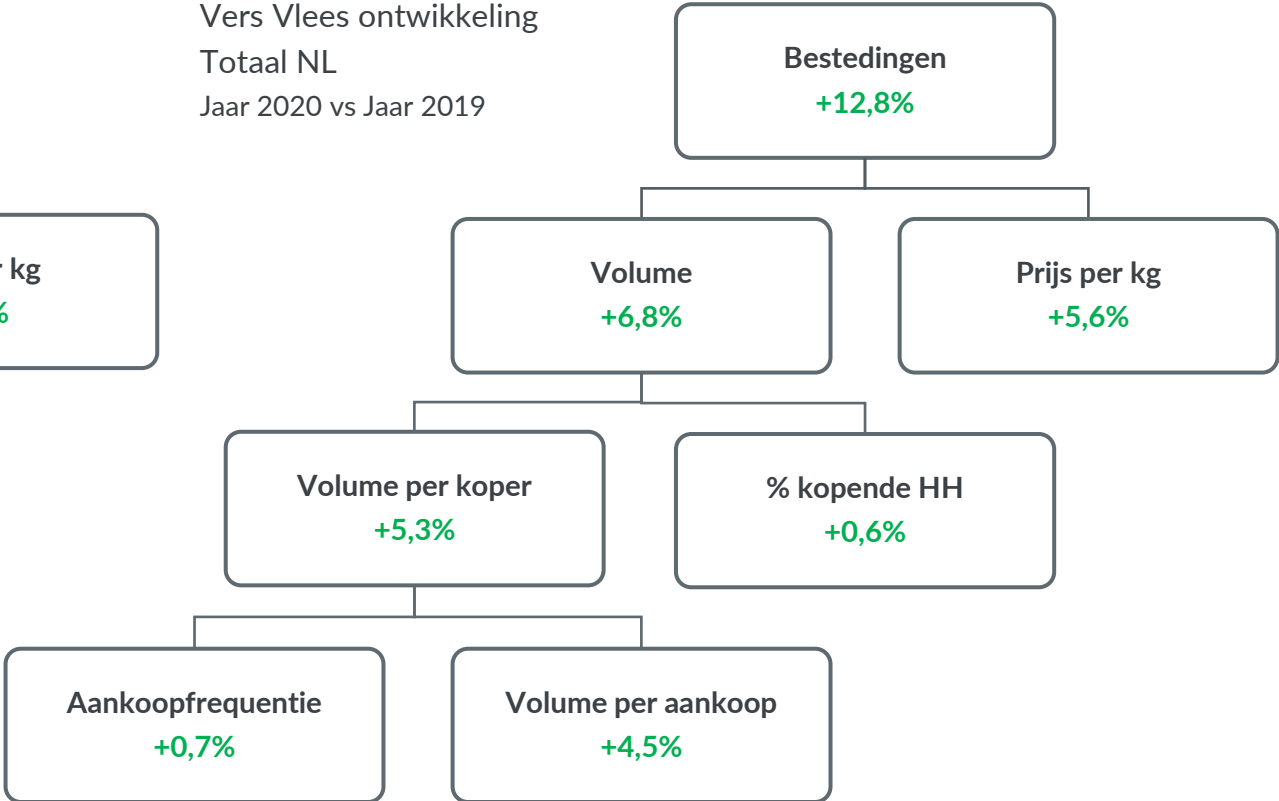 Vers Vlees ontwikkeling
Totaal NL
Jaar 2020 vs Jaar 2019
Bestedingen
+12,8%
kg
%
Volume
+6,8%
Prijs per kg
+5,6%
Volume per koper
+5,3%
% kopende HH
+0,6%
Aankoopfrequentie
+0,7%
Volume per aankoop
+4,5%